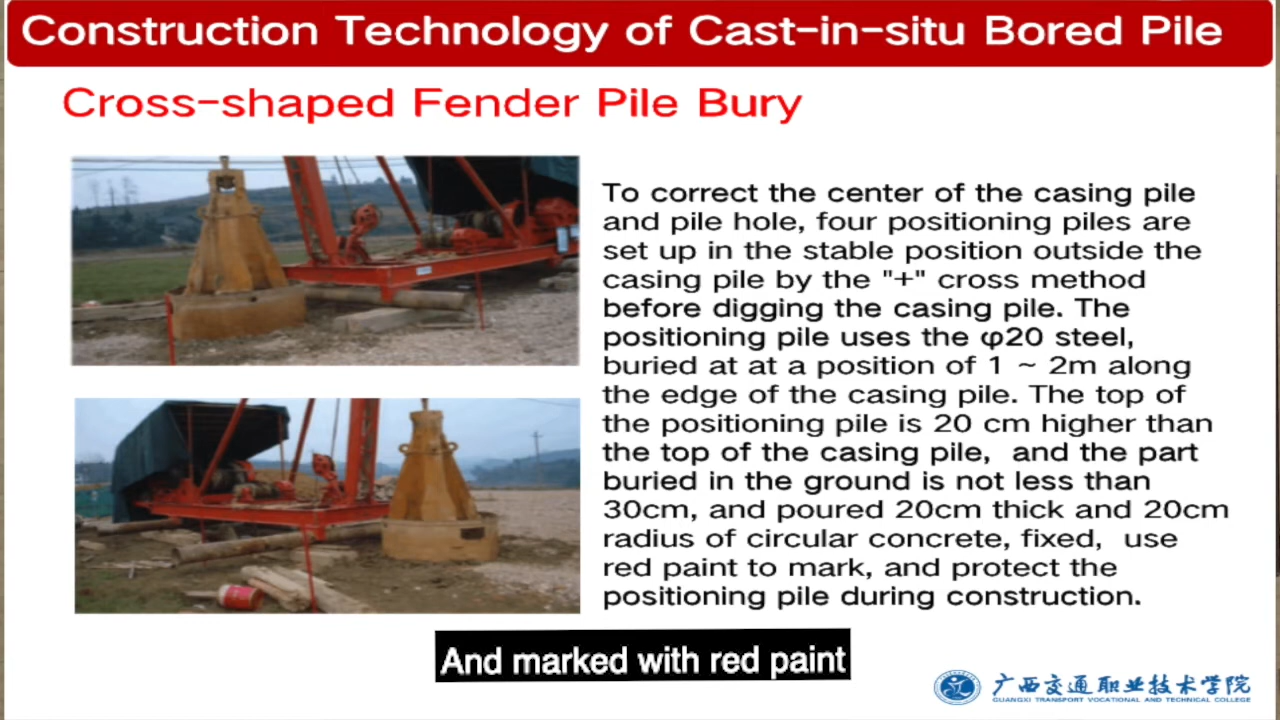 Construction Technology of Cast-in-situ Bored Pile
Cross-shaped Fender Pile Bury
To correct the center of the casing pile
and pile hole, four positioning piles are
set up in the stable position outside the
casing pile by the "+" cross method
before digging the casing pile. The
positioning pile uses the φ20 steel,
buried at at a position of 1 ~ 2m along
the edge of the casing pile. The top of
the positioning pile is 20 cm higher than
the top of the casing pile, and the part
buried in the ground is not less than
30cm, and poured 20cm thick and 20cm
radius of circular concrete, fixed, use
red paint to mark, and protect the
positioning pile during construction.
And marked with red paint
广西交通职业技术学院
GUANGXI TRANSPORT VOCATIONAL AND TECHNICAL COLLEGE